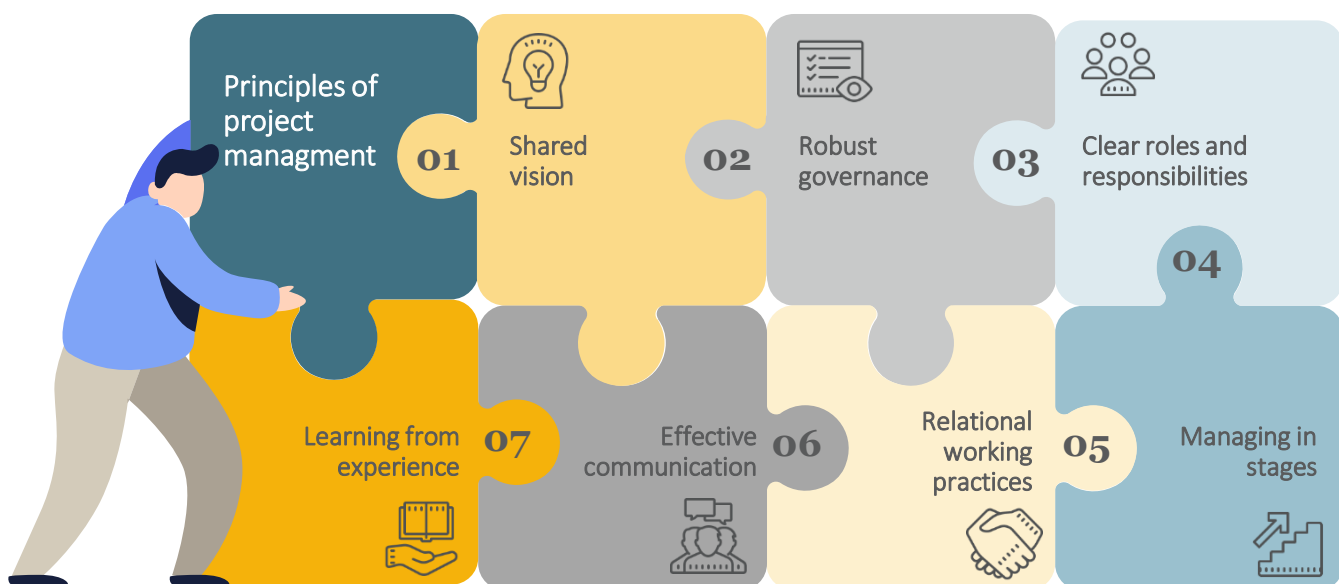 Principles of
project
managment
01
Shared
vision
02
Robust
governance
03
Clear roles and
responsibilities
04
Managing in
stages
05
Relational
working
practices
06
Effective
communication
07
Learning from
experience